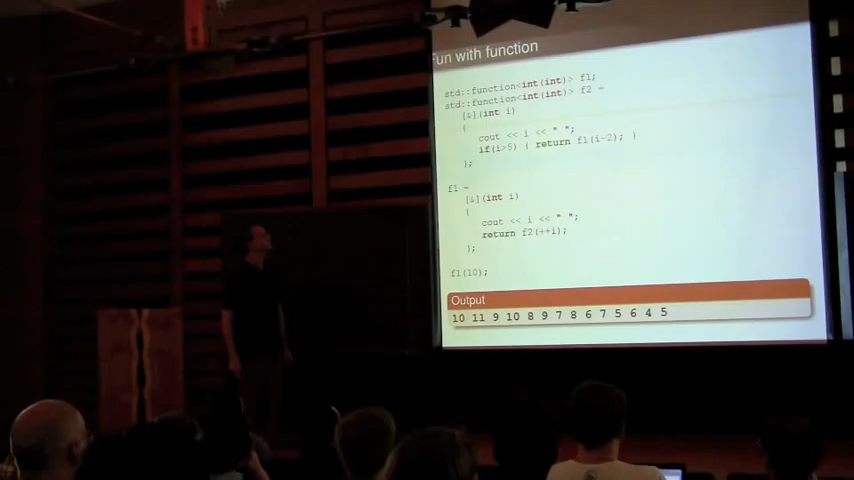 Fun with function
std::function<int(int)> f1;
std::function<int(int)> f2 =
[&](int i)
{
cout << i << " ";
if(i>5) { return f1(i-2); }
};
f1 =
[&](int i)
{
cout << i << " ";
return f2(++i);
};
f1(10);
Output
10 11 9 10 8 9 7 8 6 7 5 6 4 5